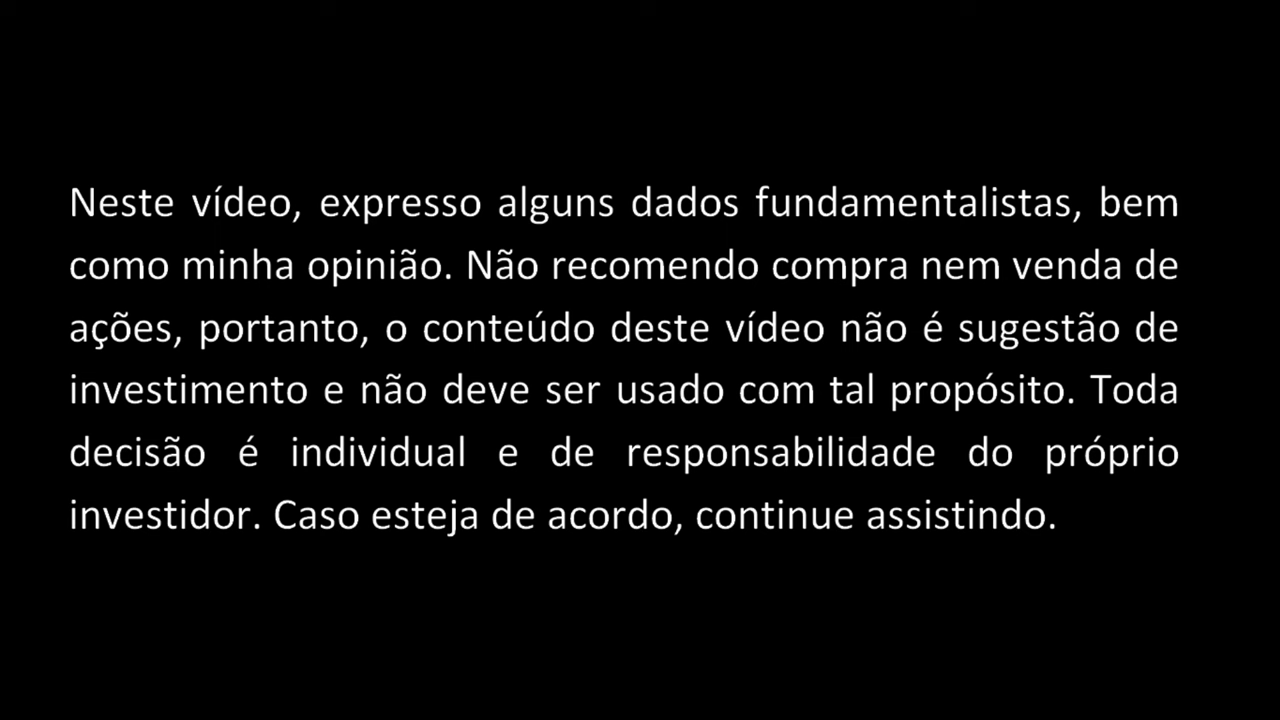 Neste vídeo, expresso alguns dados fundamentalistas, bem
como minha opinião. Não recomendo compra nem venda de
ações, portanto, o conteúdo deste vídeo não é sugestão de
investimento e não deve ser usado com tal propósito. Toda
decisão é individual e de responsabilidade do próprio
investidor. Caso esteja de acordo, continue assistindo.